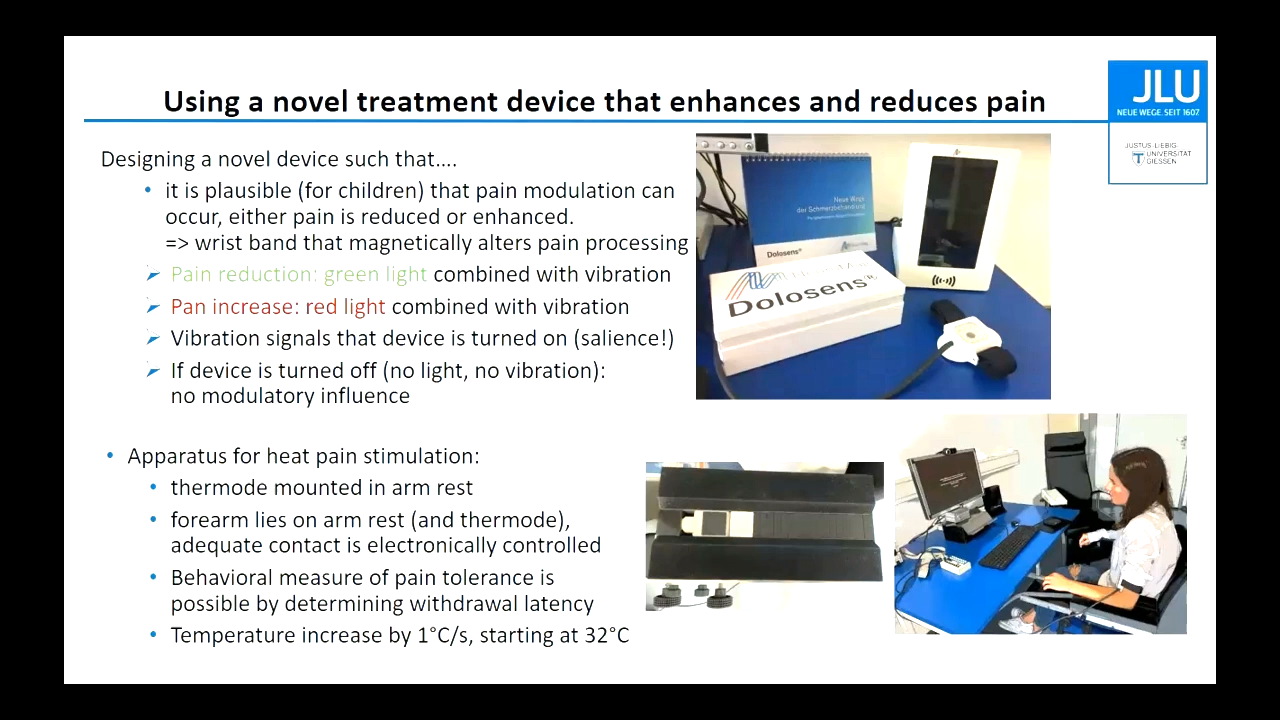 Using a novel treatment device that enhances and reduces pain
JLU
NEUE WEGE. SEIT 1607.
JUSTUS-LIEBIG-
UNIVERSITÄT
GIESSEN
Designing a novel device such that....
• it is plausible (for children) that pain modulation can
occur, either pain is reduced or enhanced.
=> wrist band that magnetically alters pain processing
Pain reduction: green light combined with vibration
Pan increase: red light combined with vibration
Vibration signals that device is turned on (salience!)
If device is turned off (no light, no vibration):
no modulatory influence
• Apparatus for heat pain stimulation:
• thermode mounted in arm rest
• forearm lies on arm rest (and thermode),
adequate contact is electronically controlled
• Behavioral measure of pain tolerance is
possible by determining withdrawal latency
• Temperature increase by 1°C/s, starting at 32°C
Neue Wege
der Schmerzbehandlung
Dolosens®
Dolosens®